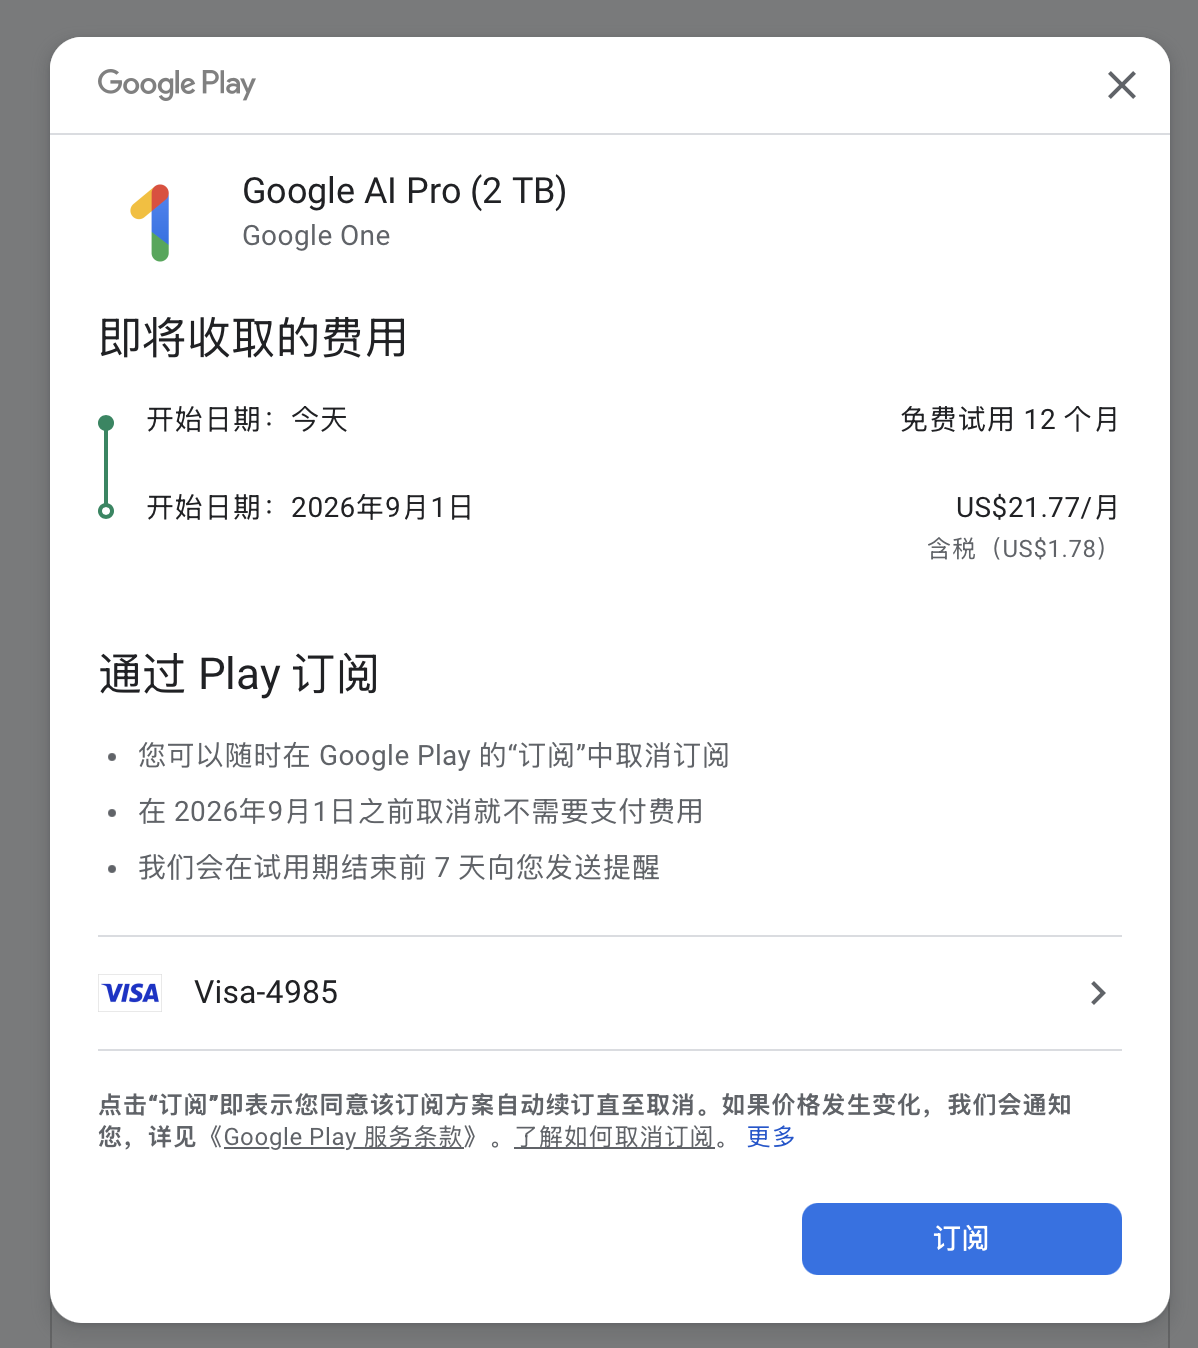 Google Play
Google AI Pro (2 TB)
Google One
即将收取的费用
开始日期：今天
免费试用 12 个月
开始日期：2026年9月1日
US$21.77/月
含税（US$1.78）
通过 Play 订阅
• 您可以随时在 Google Play 的“订阅”中取消订阅
• 在 2026年9月1日之前取消就不需要支付费用
• 我们会在试用期结束前 7 天向您发送提醒
VISA
Visa-4985
点击“订阅”即表示您同意该订阅方案自动续订直至取消。如果价格发生变化，我们会通知
您，详见《Google Play 服务条款》。了解如何取消订阅。 更多
订阅